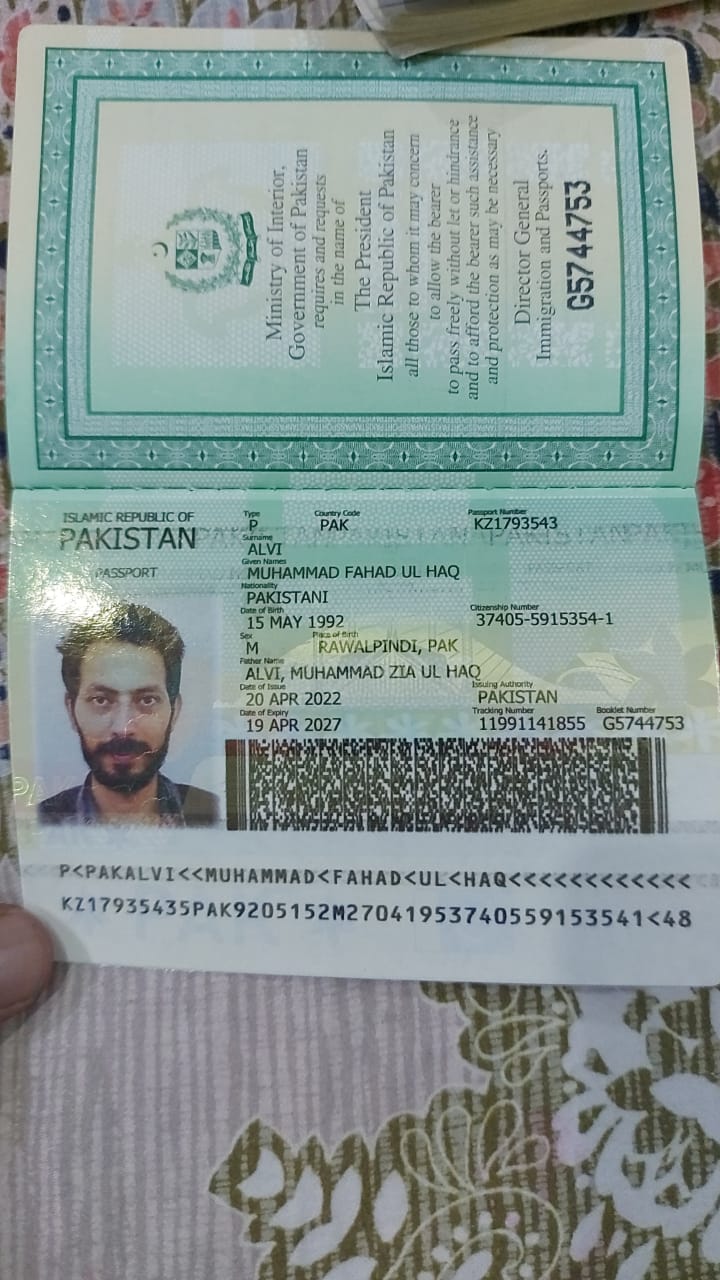 Ministry of Interior,
Government of Pakistan
requires and requests
in the name of
The President
Islamic Republic of Pakistan
all those to whom it may concern
to allow the bearer
to pass freely without let or hindrance
and to afford the bearer such assistance
and protection as may be necessary
Director General
Immigration and Passports.
G5744753
ISLAMIC REPUBLIC OF
PAKISTAN
PASSPORT
Type Country Code Passport Number
P PAK KZ1793543
Surname
ALVI
Given Names
MUHAMMAD FAHAD UL HAQ
Nationality
PAKISTANI
Date of Birth Citizenship Number
15 MAY 1992 37405-5915354-1
Sex Place of Birth
M RAWALPINDI, PAK
Father Name
ALVI, MUHAMMAD ZIA UL HAQ
Date of Issue Issuing Authority
20 APR 2022 PAKISTAN
Date of Expiry Tracking Number Booklet Number
19 APR 2027 11991141855 G5744753
P<PAKALVI<<MUHAMMAD<FAHAD<UL<HAQ<<<<<<<<<<<<
KZ17935435PAK9205152M27041953740559153541<48